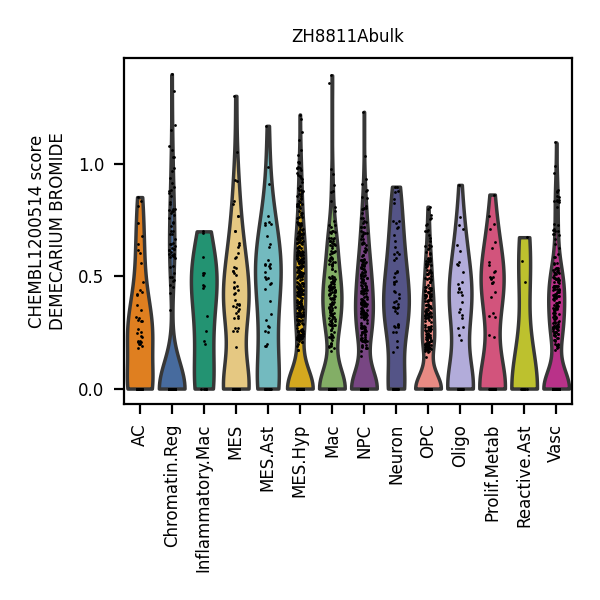 ZH8811Abulk
CHEMBL1200514 score
DEMECARIUM BROMIDE
1.0
0.5
0.0
AC
Chromatin.Reg
Inflammatory.Mac
MES
MES.Ast
MES.Hyp
Mac
NPC
Neuron
OPC
Oligo
Prolif.Metab
Reactive.Ast
Vasc